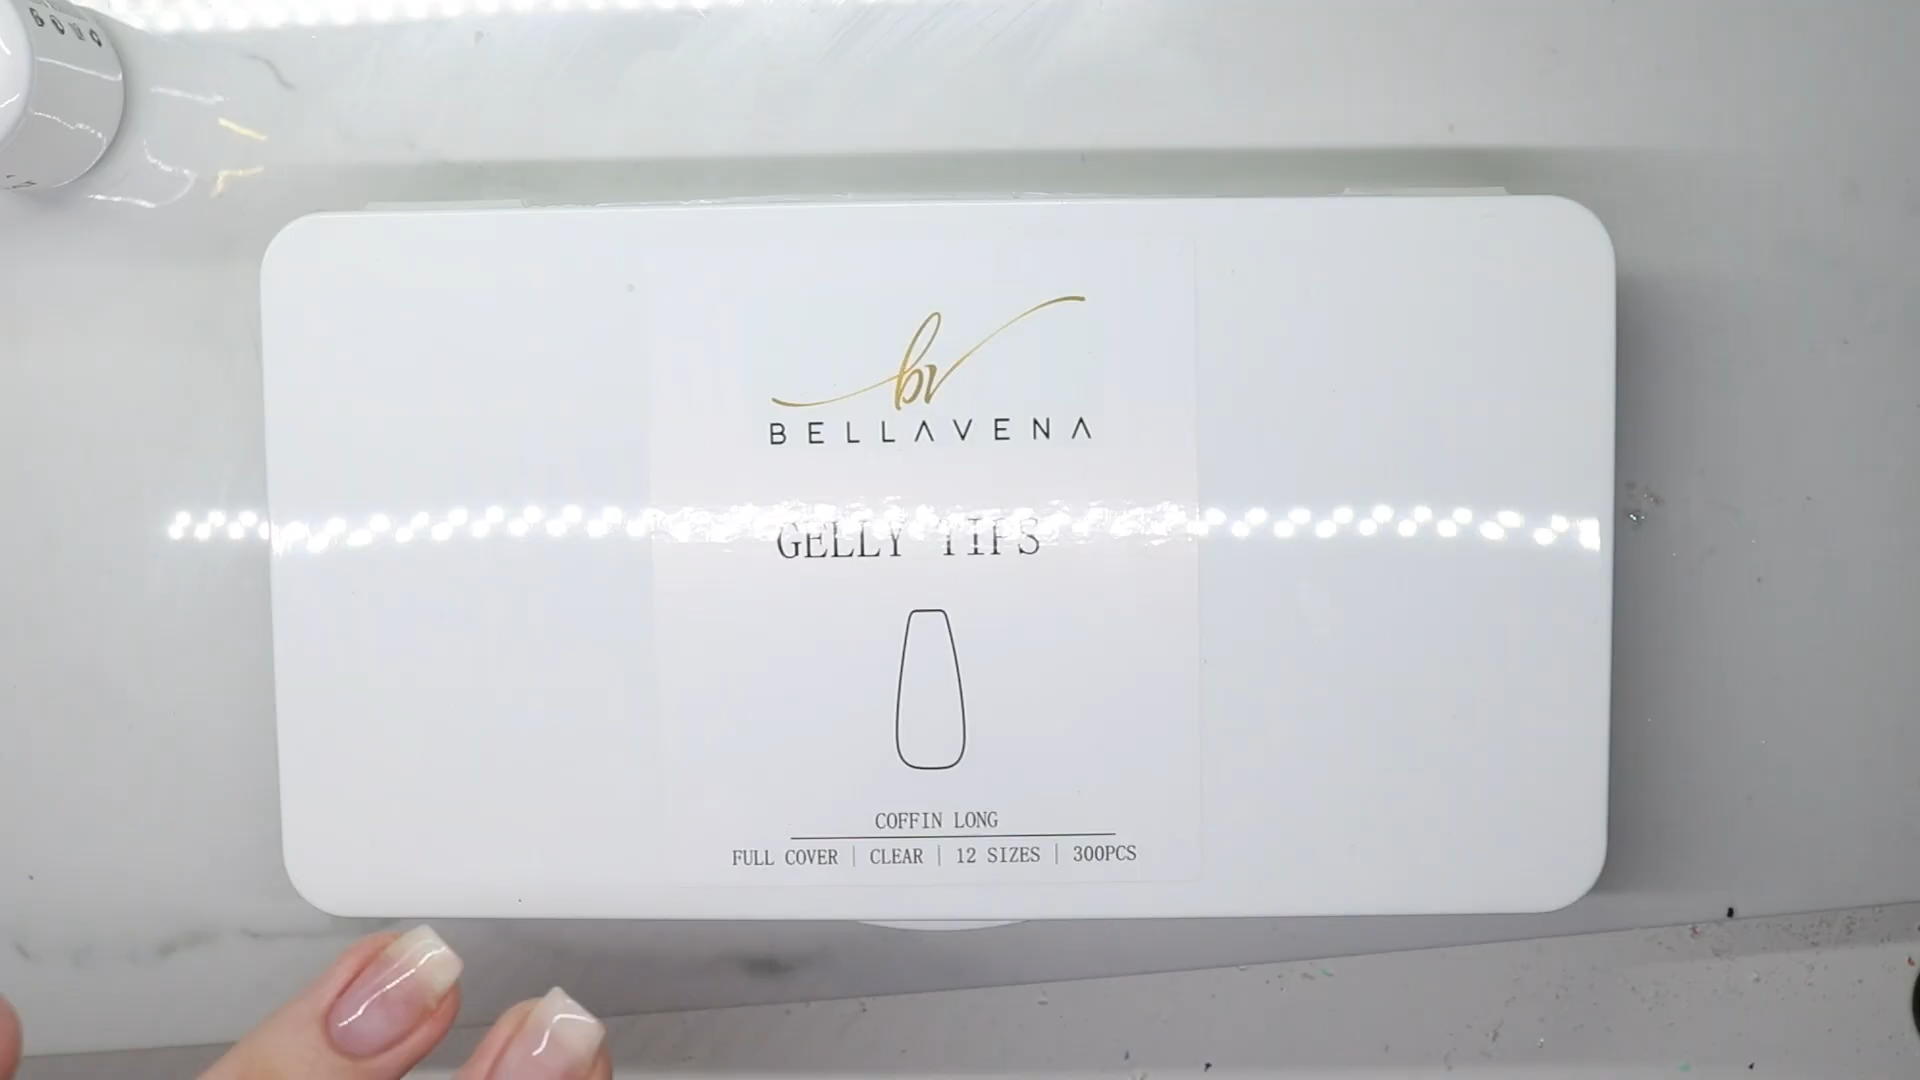 bv
BELLAVENA
GELLY TIPS
COFFIN LONG
FULL COVER | CLEAR | 12 SIZES | 300PCS